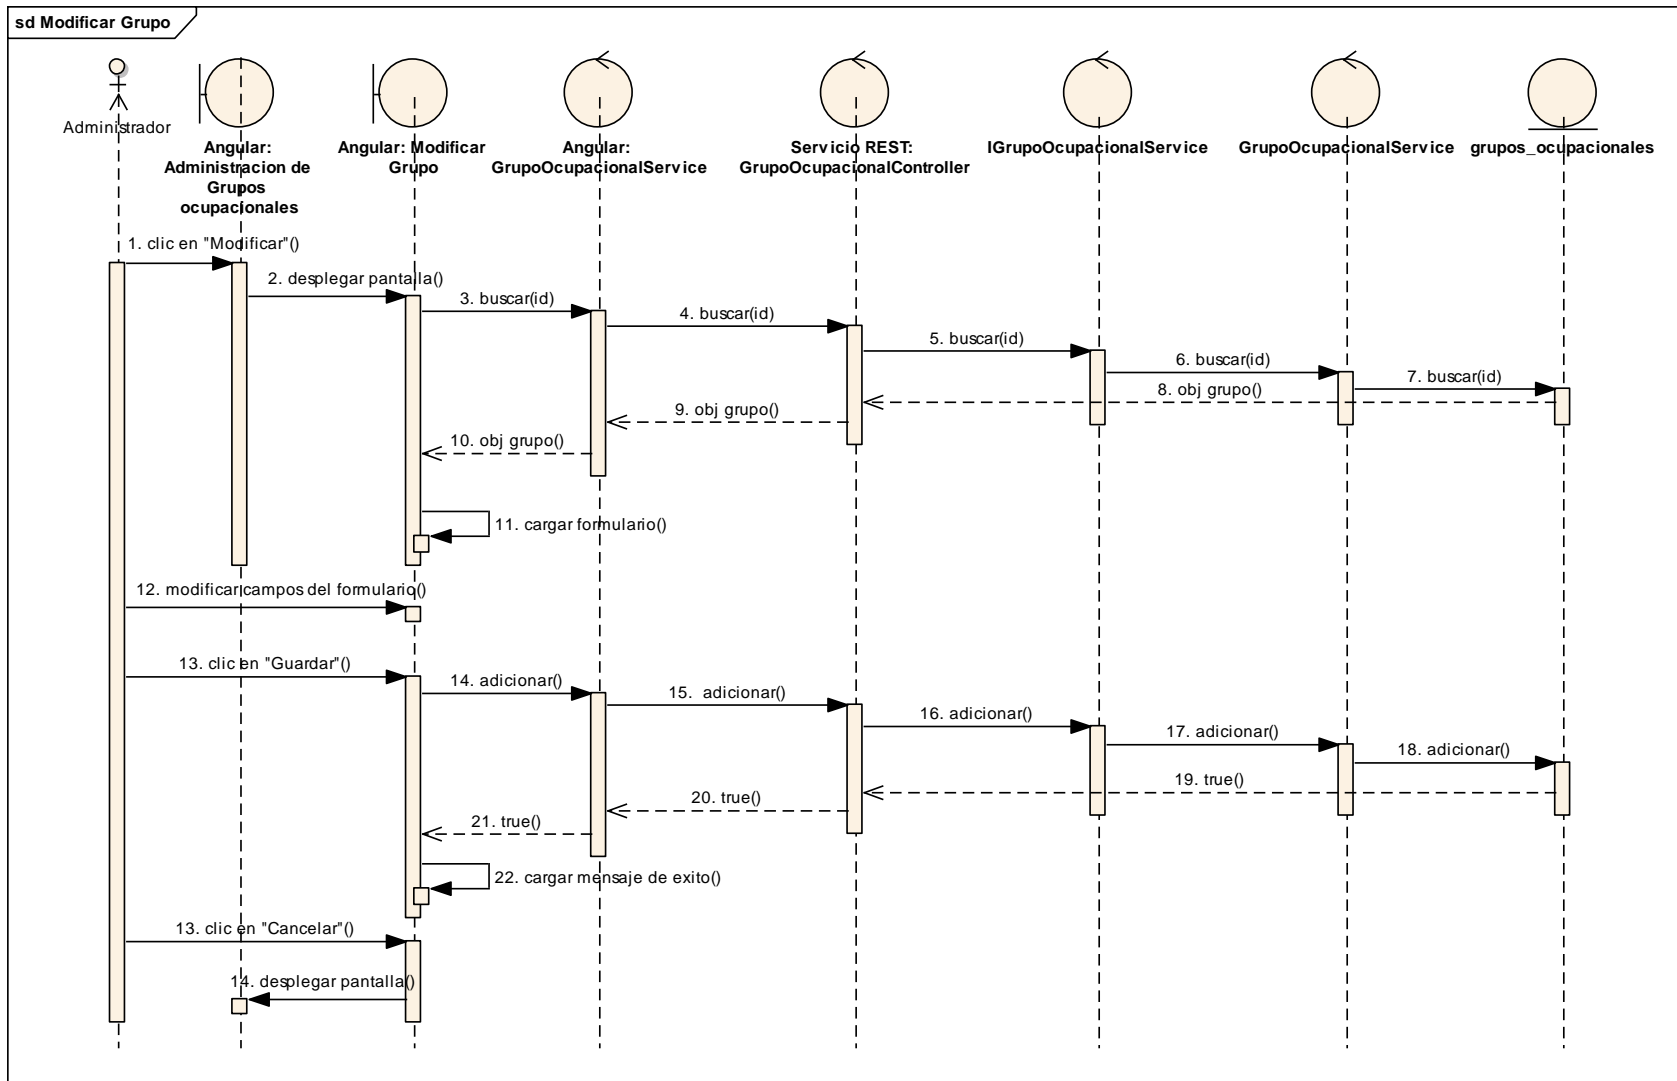 sd Modificar Grupo
Administrador
Angular:
Administracion de
Grupos
ocupacionales
Angular: Modificar
Grupo
Angular:
GrupoOcupacionalService
Servicio REST:
GrupoOcupacionalController
IGrupoOcupacionalService
GrupoOcupacionalService
grupos_ocupacionales
1. clic en "Modificar"()
2. desplegar pantalla()
3. buscar(id)
4. buscar(id)
5. buscar(id)
6. buscar(id)
7. buscar(id)
8. obj grupo()
9. obj grupo()
10. obj grupo()
11. cargar formulario()
12. modificar campos del formulario()
13. clic en "Guardar"()
14. adicionar()
15. adicionar()
16. adicionar()
17. adicionar()
18. adicionar()
19. true()
20. true()
21. true()
22. cargar mensaje de exito()
13. clic en "Cancelar"()
14. desplegar pantalla()